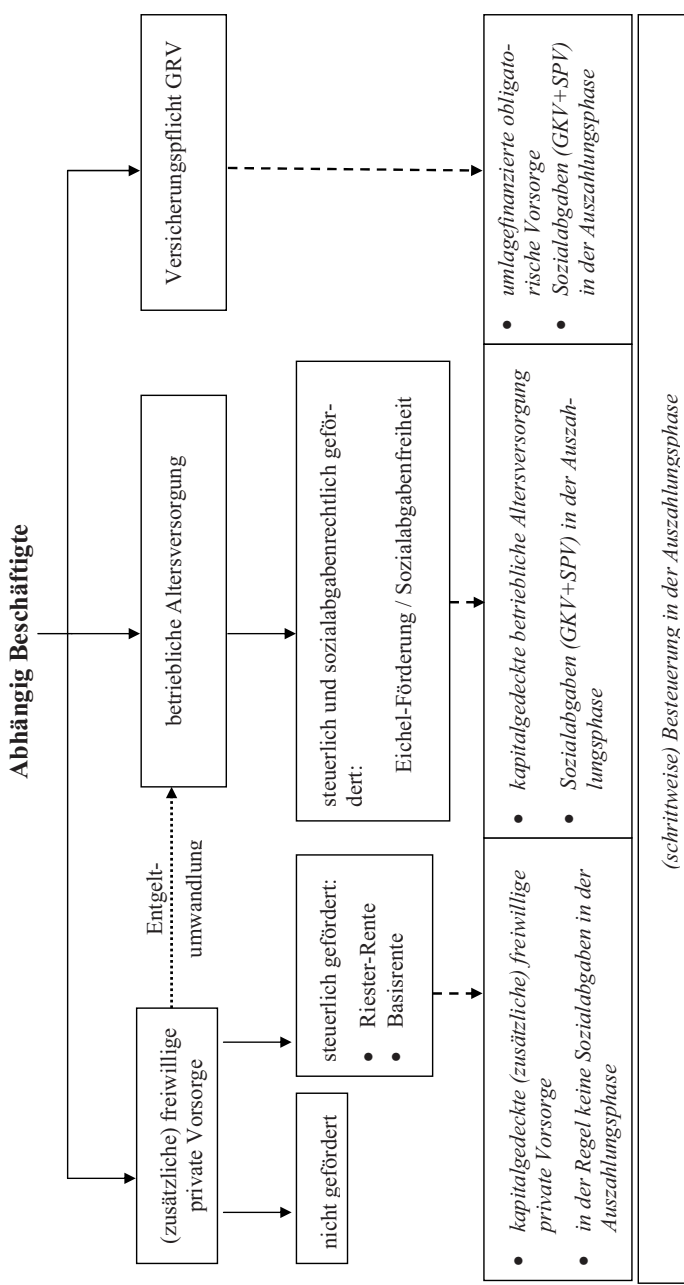 Abhängig Beschäftigte
(zusätzliche) freiwillige
private Vorsorge
Entgelt-
umwandlung
betriebliche Altersversorgung
Versicherungspflicht GRV
nicht gefördert
steuerlich gefördert:
● Riester-Rente
● Basisrente
steuerlich und sozialabgabenrechtlich geför-
dert:
Eichel-Förderung / Sozialabgabenfreiheit
● kapitalgedeckte (zusätzliche) freiwillige
private Vorsorge
● in der Regel keine Sozialabgaben in der
Auszahlungsphase
● kapitalgedeckte betriebliche Altersversorgung
● Sozialabgaben (GKV+SPV) in der Auszah-
lungsphase
● umlagefinanzierte obligato-
rische Vorsorge
● Sozialabgaben (GKV+SPV)
in der Auszahlungsphase
(schrittweise) Besteuerung in der Auszahlungsphase